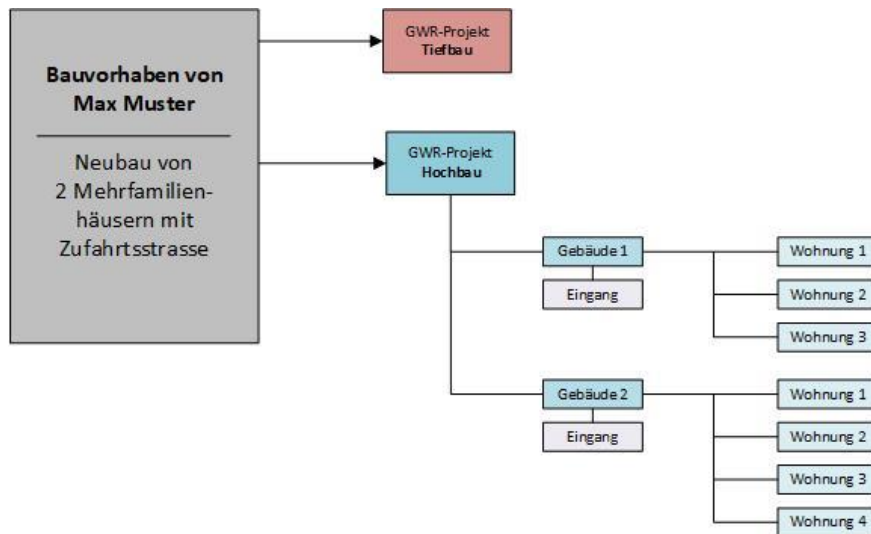 Bauvorhaben von
Max Muster
Neubau von
2 Mehrfamilien-
häusern mit
Zufahrtsstrasse
GWR-Projekt
Tiefbau
GWR-Projekt
Hochbau
Gebäude 1
Eingang
Wohnung 1
Wohnung 2
Wohnung 3
Gebäude 2
Eingang
Wohnung 1
Wohnung 2
Wohnung 3
Wohnung 4